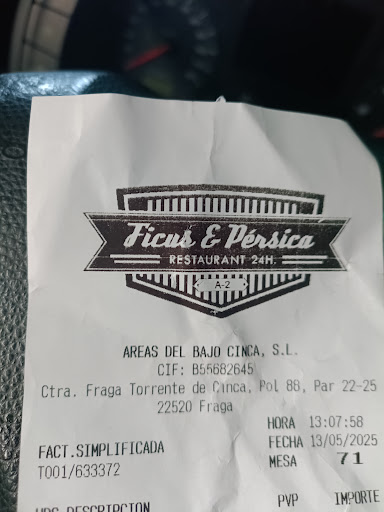 Ficus & Pérsica
RESTAURANT 24H.
A-2
AREAS DEL BAJO CINCA, S.L.
CIF: B55682645
Ctra. Fraga Torrente de Cinca, Pol 88, Par 22-25
22520 Fraga
HORA 13:07:58
FACT.SIMPLIFICADA FECHA 13/05/2025
T001/633372 MESA 71
DESCRIPCION PVP IMPORTE